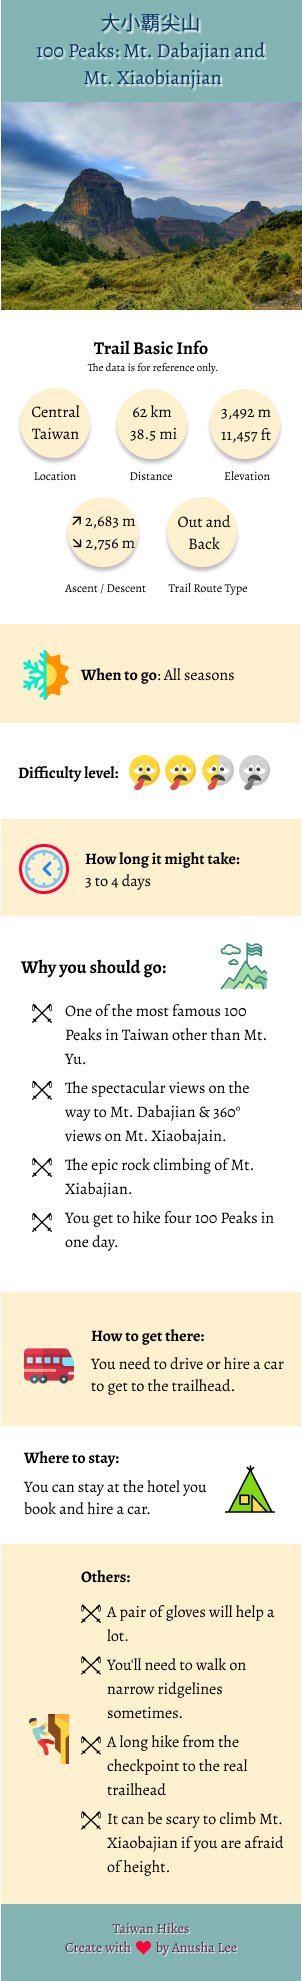 大小霸尖山
100 Peaks: Mt. Dabajian and
Mt. Xiaobianjian
Trail Basic Info
The data is for reference only.
Central
Taiwan
62 km
38.5 mi
3,492 m
11,457 ft
Location
Distance
Elevation
↗ 2,683 m
↘ 2,756 m
Out and
Back
Ascent / Descent
Trail Route Type
When to go: All seasons
Difficulty level:
How long it might take:
3 to 4 days
Why you should go:
One of the most famous 100
Peaks in Taiwan other than Mt.
Yu.
The spectacular views on the
way to Mt. Dabajian & 360°
views on Mt. Xiaobajain.
The epic rock climbing of Mt.
Xiabajian.
You get to hike four 100 Peaks in
one day.
How to get there:
You need to drive or hire a car
to get to the trailhead.
Where to stay:
You can stay at the hotel you
book and hire a car.
Others:
A pair of gloves will help a
lot.
You'll need to walk on
narrow ridgelines
sometimes.
A long hike from the
checkpoint to the real
trailhead
It can be scary to climb Mt.
Xiaobajian if you are afraid
of height.
Taiwan Hikes
Create with ❤ by Anusha Lee